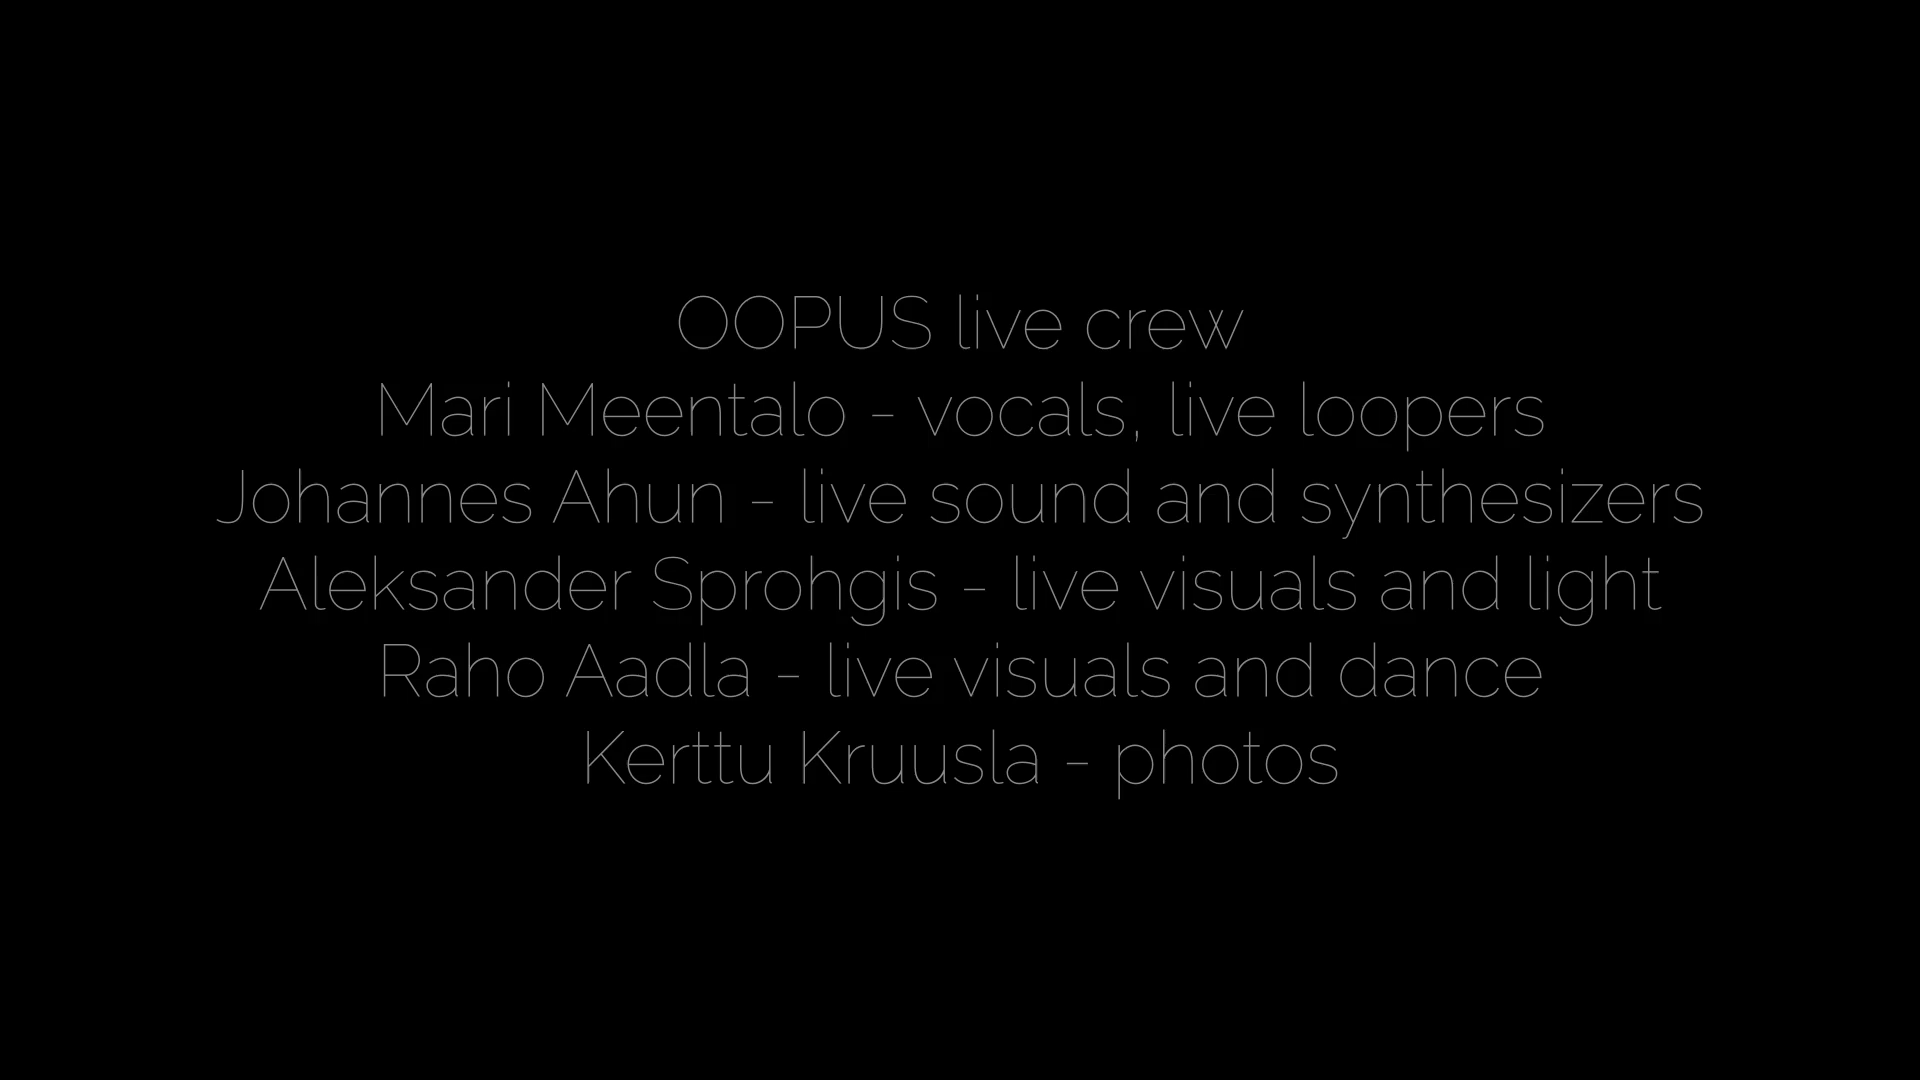 OOPUS live crew
Mari Meentalo - vocals, live loopers
Johannes Ahun - live sound and synthesizers
Aleksander Sprohgis - live visuals and light
Raho Aadla - live visuals and dance
Kerttu Kruusla - photos